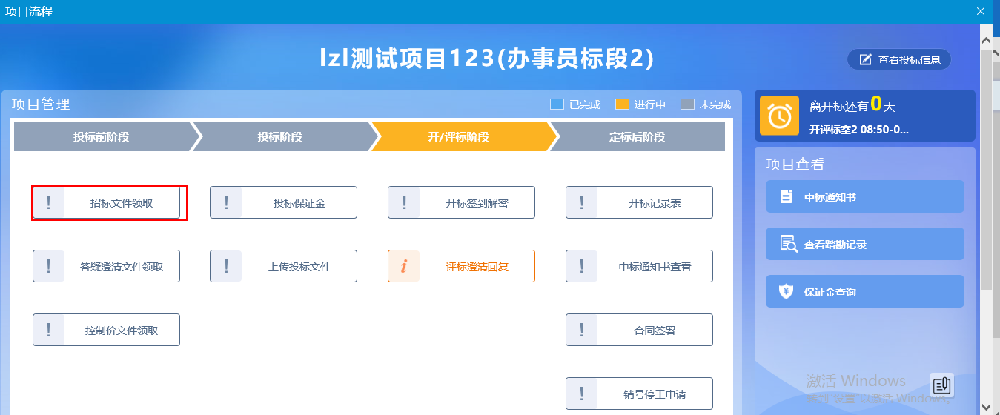 项目流程
lzl测试项目123(办事员标段2)
查看投标信息
项目管理
已完成
进行中
未完成
投标前阶段
投标阶段
开/评标阶段
定标后阶段
招标文件领取
投标保证金
开标签到解密
开标记录表
答疑澄清文件领取
上传投标文件
评标澄清回复
中标通知书查看
控制价文件领取
合同签署
销号停工申请
离开标还有0天
开评标室2 08:50-0...
项目查看
中标通知书
查看踏勘记录
保证金查询
激活 Windows
转到"设置"以激活 Windows。